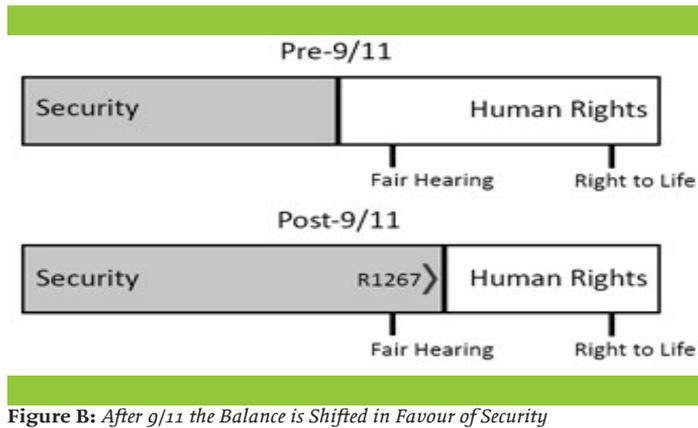 Pre-9/11
Security Human Rights
Fair Hearing Right to Life
Post-9/11
Security R1267 Human Rights
Fair Hearing Right to Life
Figure B: After 9/11 the Balance is Shifted in Favour of Security